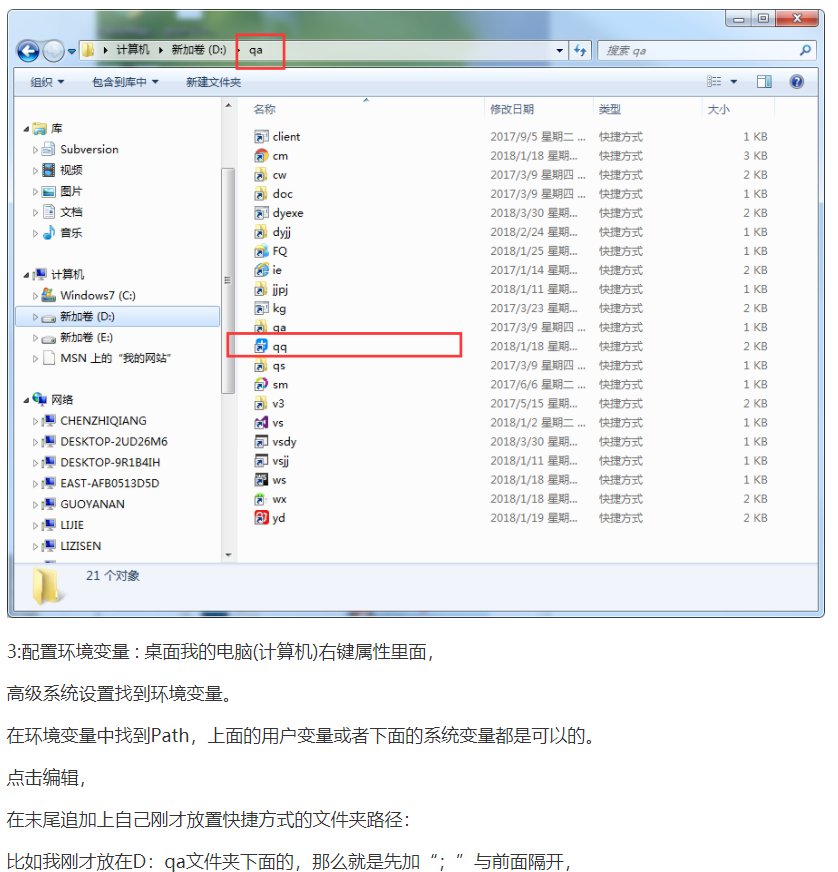 计算机 新加卷 (D:) qa
搜索 qa
组织 包含到库中 新建文件夹
名称 修改日期 类型 大小
库
Subversion
视频
图片
文档
音乐
计算机
Windows7 (C:)
新加卷 (D:)
新加卷 (E:)
MSN 上的“我的网站”
网络
CHENZHIQIANG
DESKTOP-2UD26M6
DESKTOP-9R1B4IH
EAST-AFB0513D5D
GUOYANAN
LIJIE
LIZISEN
client 2017/9/5 星期二 ... 快捷方式 1 KB
cm 2018/1/18 星期... 快捷方式 3 KB
cw 2017/3/9 星期四 ... 快捷方式 2 KB
doc 2017/3/9 星期四 ... 快捷方式 1 KB
dyexe 2018/3/30 星期... 快捷方式 2 KB
dyjj 2018/2/24 星期... 快捷方式 1 KB
FQ 2018/1/25 星期... 快捷方式 1 KB
ie 2017/1/14 星期... 快捷方式 2 KB
jjpj 2018/1/11 星期... 快捷方式 1 KB
kg 2017/3/23 星期... 快捷方式 2 KB
qa 2017/3/9 星期四 ... 快捷方式 1 KB
qq 2018/1/18 星期... 快捷方式 2 KB
qs 2017/3/9 星期四 ... 快捷方式 1 KB
sm 2017/6/6 星期二 ... 快捷方式 1 KB
v3 2017/5/15 星期... 快捷方式 2 KB
vs 2018/1/2 星期二 ... 快捷方式 1 KB
vsdy 2018/3/30 星期... 快捷方式 1 KB
vsjj 2018/1/11 星期... 快捷方式 1 KB
ws 2018/1/18 星期... 快捷方式 1 KB
wx 2018/1/18 星期... 快捷方式 2 KB
yd 2018/1/19 星期... 快捷方式 2 KB
21 个对象
3:配置环境变量：桌面我的电脑(计算机)右键属性里面，
高级系统设置找到环境变量。
在环境变量中找到Path，上面的用户变量或者下面的系统变量都是可以的。
点击编辑，
在末尾追加上自己刚才放置快捷方式的文件夹路径：
比如我刚才放在D：qa文件夹下面的，那么就是先加“；”与前面隔开，